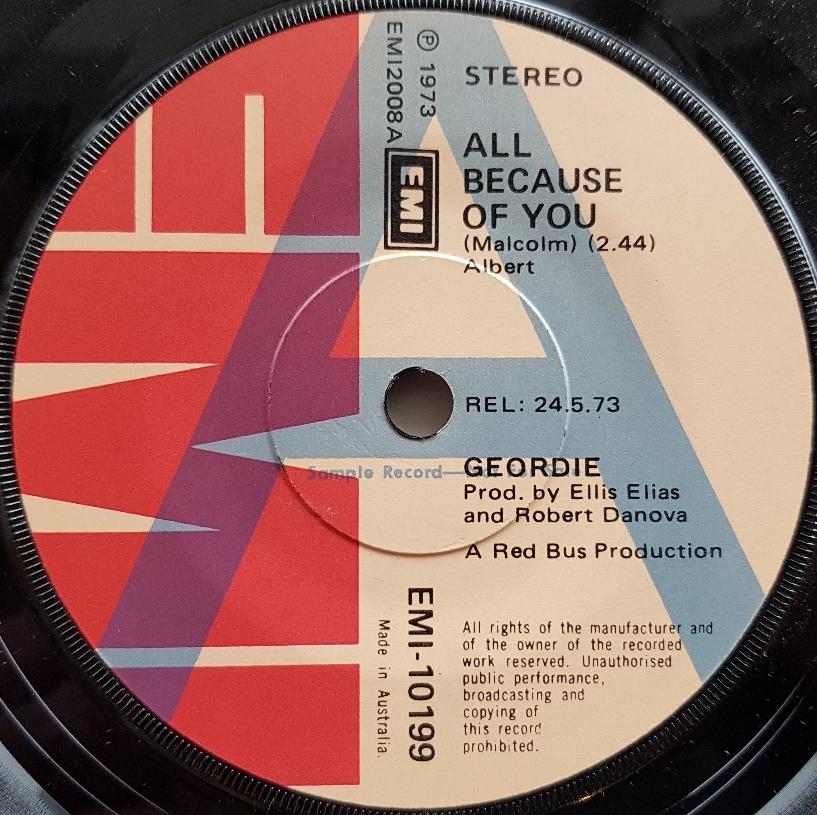 ℗ 1973
EMI2008A
EMI
STEREO
ALL
BECAUSE
OF YOU
(Malcolm) (2.44)
Albert
REL: 24.5.73
GEORDIE
Sample Record—
Prod. by Ellis Elias
and Robert Danova
A Red Bus Production
EMI-10199
Made in Australia.
All rights of the manufacturer and
of the owner of the recorded
work reserved. Unauthorised
public performance,
broadcasting and
copying of
this record
prohibited.
EMI
A